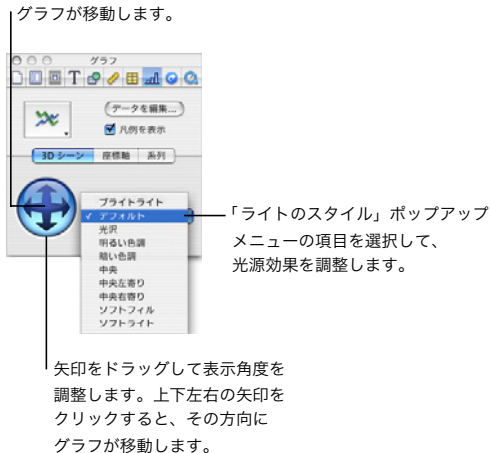 グラフが移動します。
グラフ
データを編集...
凡例を表示
3D シーン 座標軸 系列
ブライトライト
✓ デフォルト
光沢
明るい色調
暗い色調
中央
中央左寄り
中央右寄り
ソフトフィル
ソフトライト
「ライトのスタイル」ポップアップ
メニューの項目を選択して、
光源効果を調整します。
矢印をドラッグして表示角度を
調整します。上下左右の矢印を
クリックすると、その方向に
グラフが移動します。